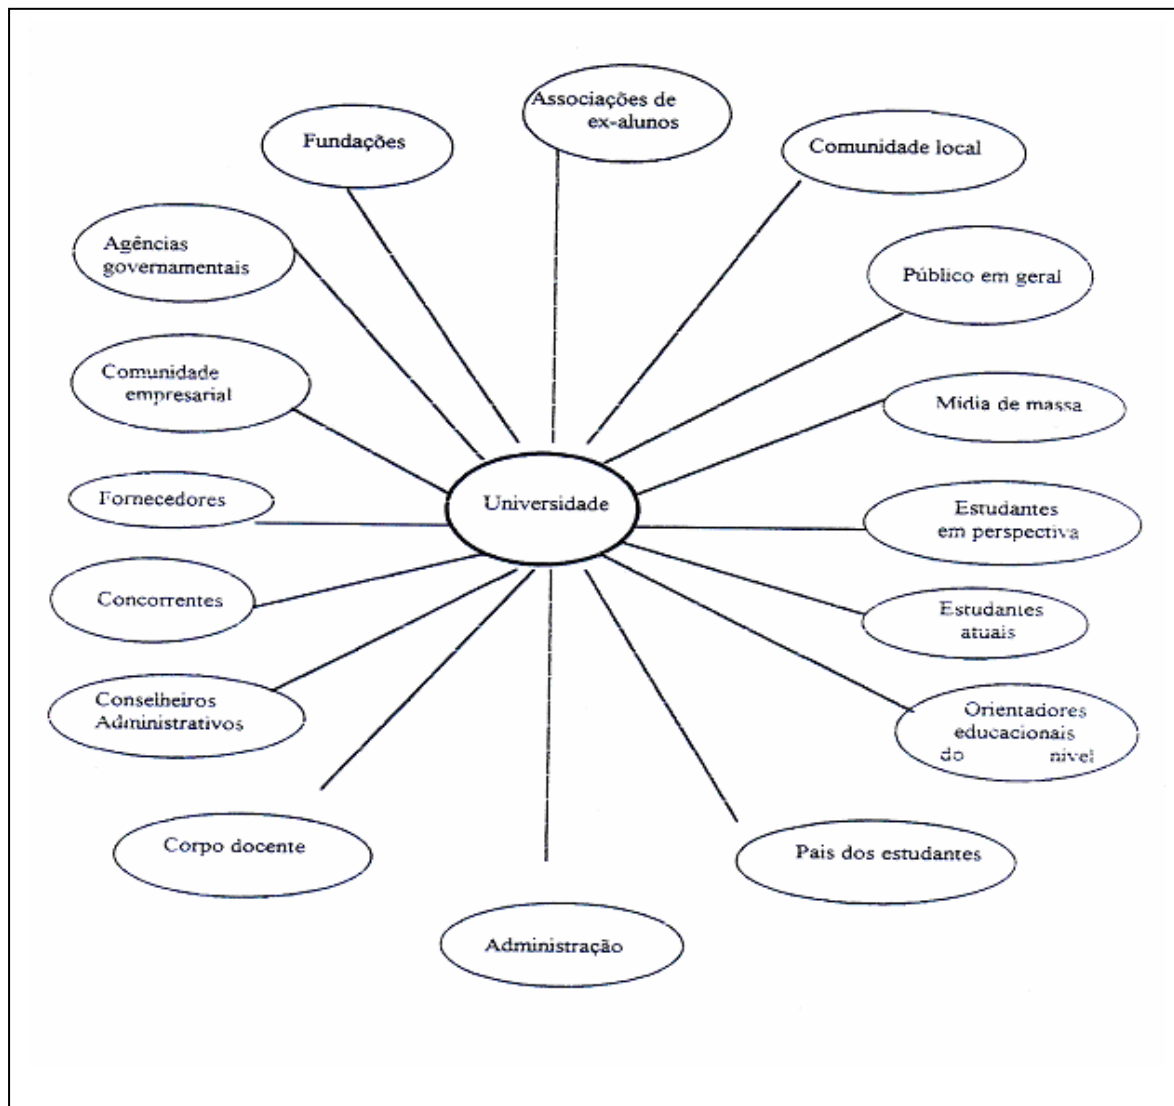 Associações de
ex-alunos
Fundações
Comunidade local
Agências
governamentais
Público em geral
Comunidade
empresarial
Mídia de massa
Fornecedores
Universidade
Estudantes
em perspectiva
Concorrentes
Estudantes
atuais
Conselheiros
Administrativos
Orientadores
educacionais
do nivel
Corpo docente
Pais dos estudantes
Administração